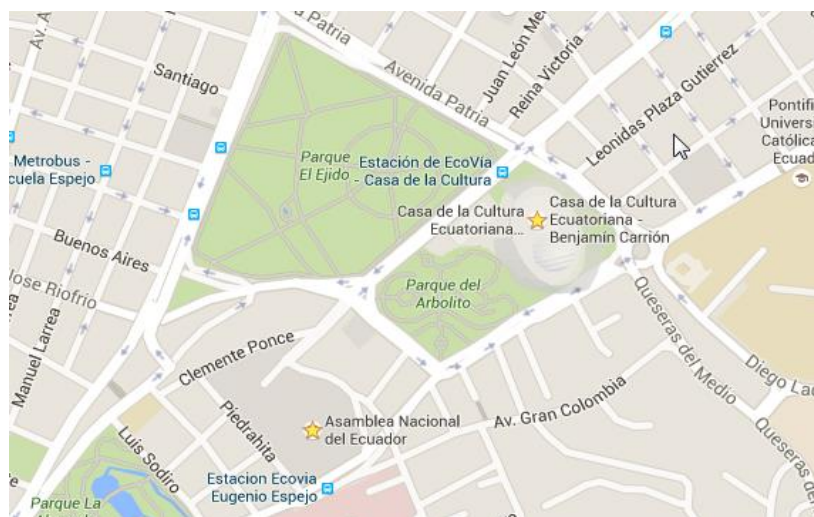 Av. A
Patria
Santiago
Avenida Patria
Juan León Me
Reina Victoria
Leonidas Plaza Gutierrez
Pontifi
Universi
Católica
Ecuad
Metrobus -
cuela Espejo
Parque
El Ejido
Estación de EcoVía
- Casa de la Cultura
Casa de la Cultura
Ecuatoriana...
Casa de la Cultura
Ecuatoriana -
Benjamín Carrión
Buenos Aires
Jose Riofrio
Manuel Larrea
rea
Parque del
Arbolito
Queseras del Medio
Diego Lad
Queseras de
Clemente Ponce
Piedrahita
Av. Gran Colombia
Asamblea Nacional
del Ecuador
Luis Sodiro
Estacion Ecovia
Eugenio Espejo
Parque La